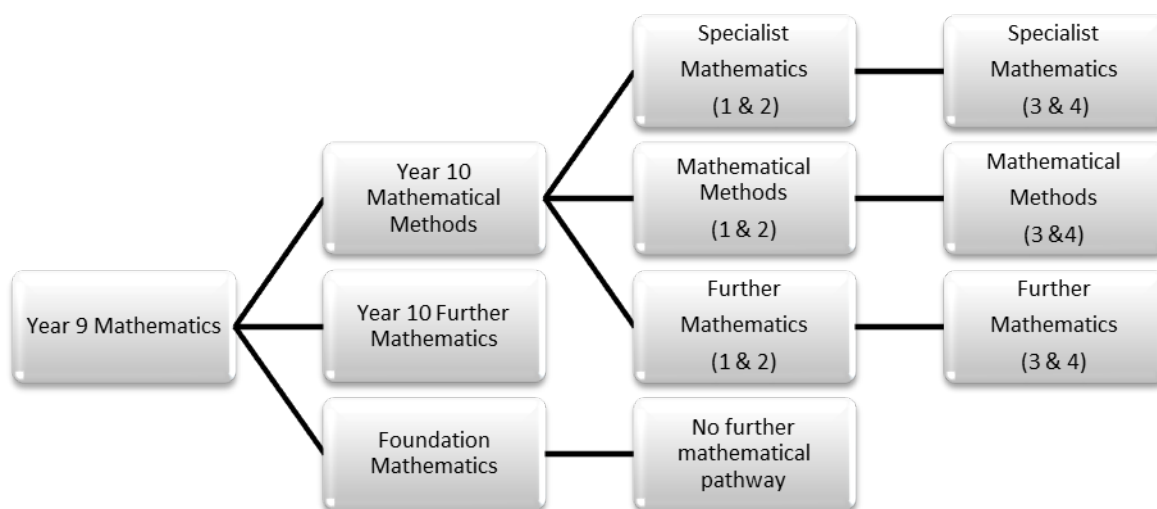 Year 9 Mathematics
Year 10
Mathematical
Methods
Year 10 Further
Mathematics
Foundation
Mathematics
Specialist
Mathematics
(1 & 2)
Mathematical
Methods
(1 & 2)
Further
Mathematics
(1 & 2)
No further
mathematical
pathway
Specialist
Mathematics
(3 & 4)
Mathematical
Methods
(3 &4)
Further
Mathematics
(3 & 4)